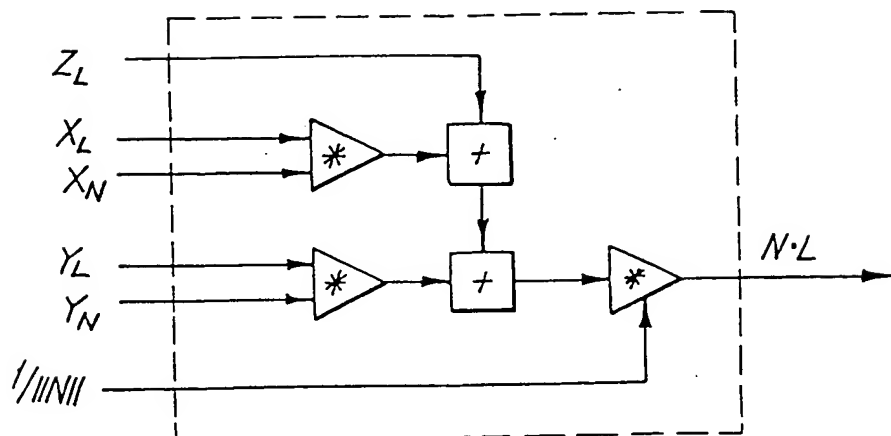 Z_L
X_L
*
+
X_N
Y_L
*
+
*
N·L
Y_N
1/||N||